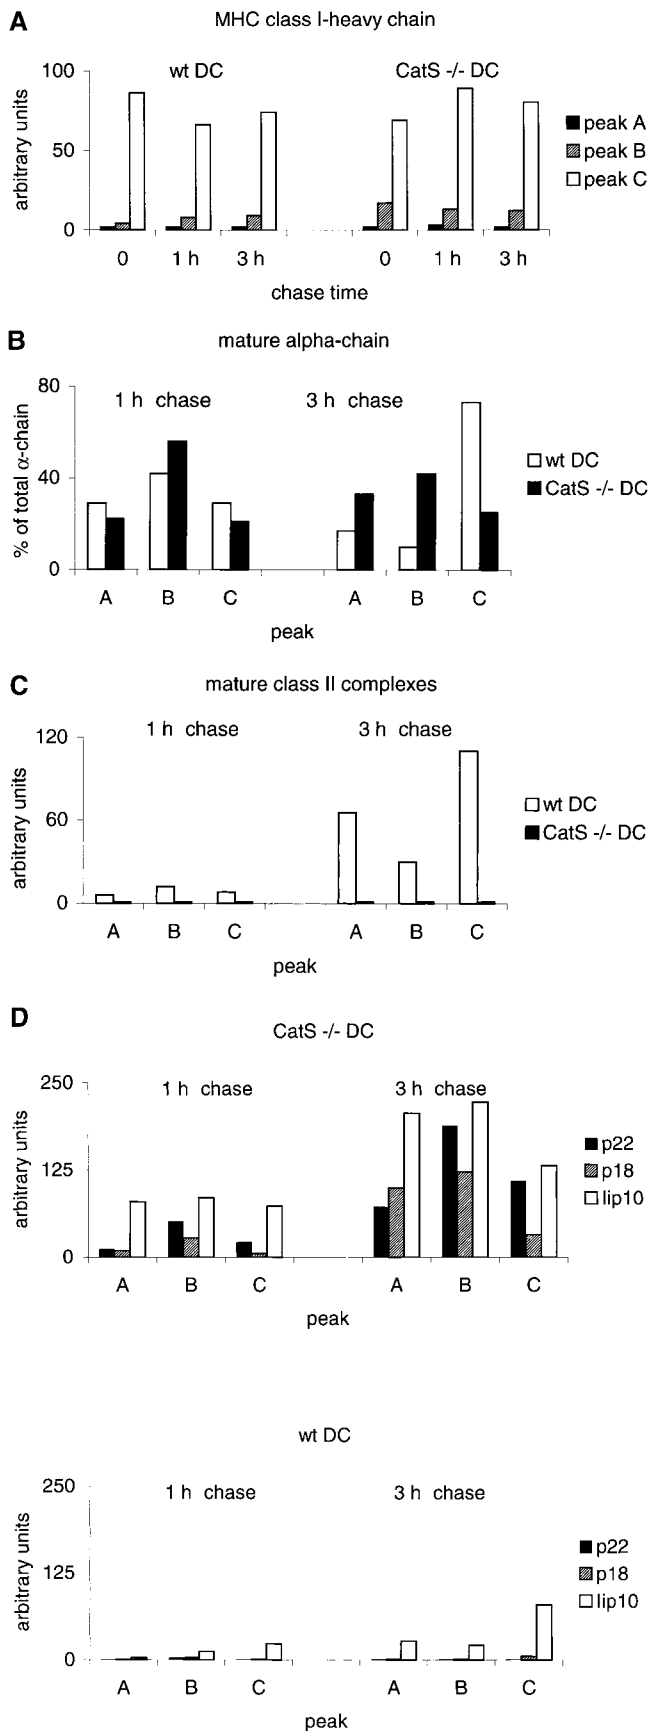 A
MHC class I-heavy chain
wt DC
CatS -/- DC
arbitrary units
100
50
0
peak A
peak B
peak C
0 1 h 3 h 0 1 h 3 h
chase time
B
mature alpha-chain
1 h chase
3 h chase
% of total α-chain
80
40
0
wt DC
CatS -/- DC
A B C A B C
peak
C
mature class II complexes
1 h chase
3 h chase
arbitrary units
120
60
0
wt DC
CatS -/- DC
A B C A B C
peak
D
CatS -/- DC
1 h chase
3 h chase
arbitrary units
250
125
0
p22
p18
lip10
A B C A B C
peak
wt DC
1 h chase
3 h chase
arbitrary units
250
125
0
p22
p18
lip10
A B C A B C
peak